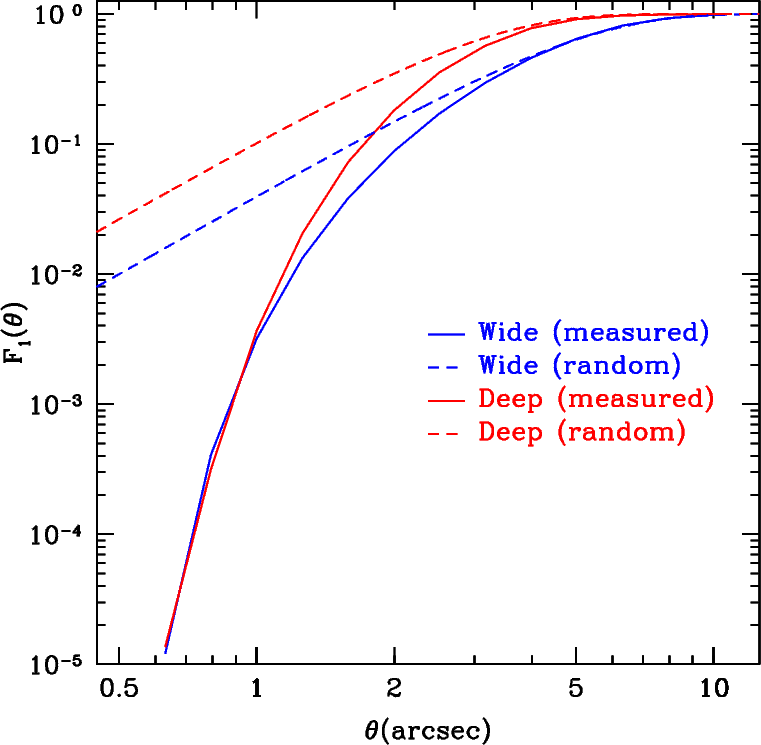 10⁰
10⁻¹
10⁻²
10⁻³
10⁻⁴
10⁻⁵
F₁(θ)
Wide (measured)
Wide (random)
Deep (measured)
Deep (random)
0.5 1 2 5 10
θ(arcsec)